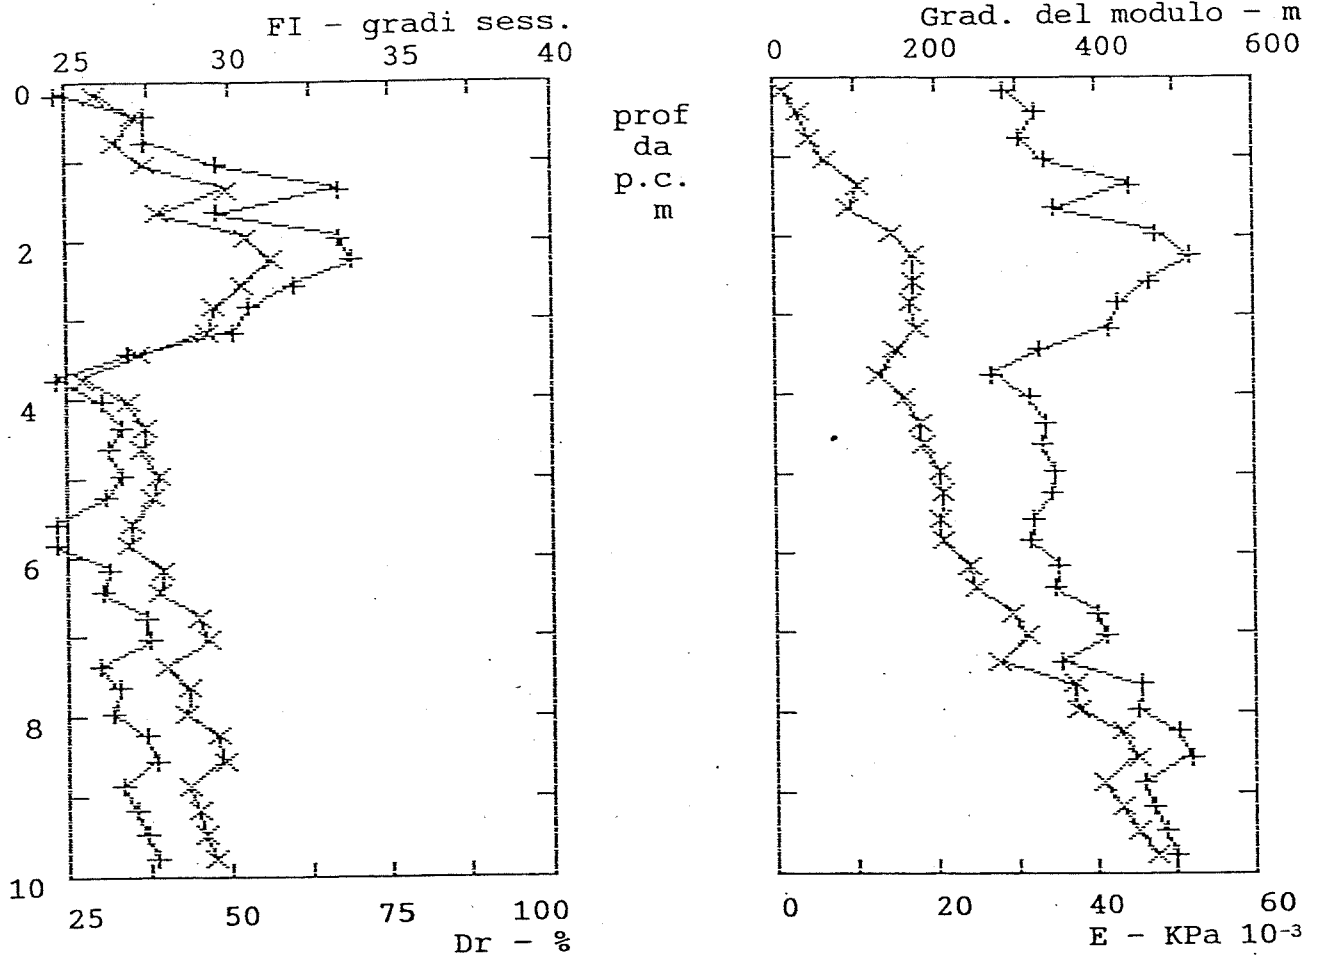 FI - gradi sess.
25 30 35 40
Grad. del modulo - m
0 200 400 600
prof
da
p.c.
m
0
2
4
6
8
10
25 50 75 100
Dr - %
0 20 40 60
E - KPa 10-3